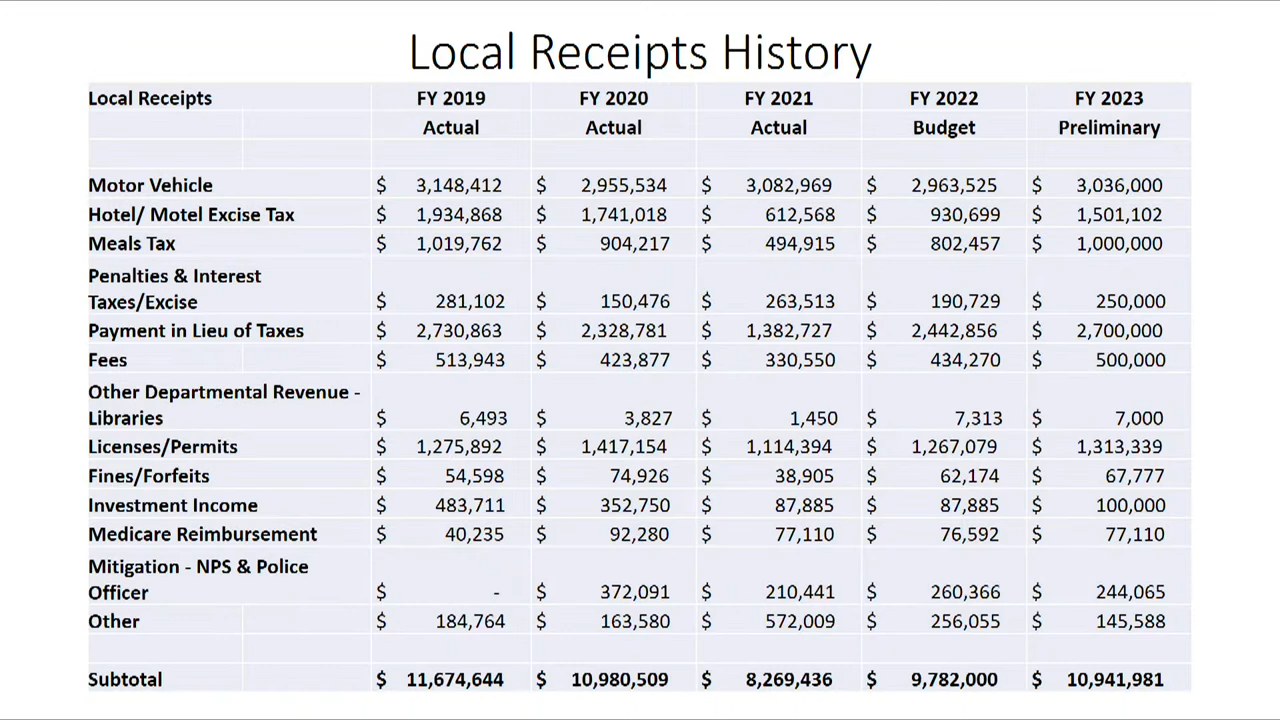 Local Receipts History
Local Receipts FY 2019 FY 2020 FY 2021 FY 2022 FY 2023
Actual Actual Actual Budget Preliminary
Motor Vehicle $ 3,148,412 $ 2,955,534 $ 3,082,969 $ 2,963,525 $ 3,036,000
Hotel/ Motel Excise Tax $ 1,934,868 $ 1,741,018 $ 612,568 $ 930,699 $ 1,501,102
Meals Tax $ 1,019,762 $ 904,217 $ 494,915 $ 802,457 $ 1,000,000
Penalties & Interest
Taxes/Excise $ 281,102 $ 150,476 $ 263,513 $ 190,729 $ 250,000
Payment in Lieu of Taxes $ 2,730,863 $ 2,328,781 $ 1,382,727 $ 2,442,856 $ 2,700,000
Fees $ 513,943 $ 423,877 $ 330,550 $ 434,270 $ 500,000
Other Departmental Revenue -
Libraries $ 6,493 $ 3,827 $ 1,450 $ 7,313 $ 7,000
Licenses/Permits $ 1,275,892 $ 1,417,154 $ 1,114,394 $ 1,267,079 $ 1,313,339
Fines/Forfeits $ 54,598 $ 74,926 $ 38,905 $ 62,174 $ 67,777
Investment Income $ 483,711 $ 352,750 $ 87,885 $ 87,885 $ 100,000
Medicare Reimbursement $ 40,235 $ 92,280 $ 77,110 $ 76,592 $ 77,110
Mitigation - NPS & Police
Officer $ - $ 372,091 $ 210,441 $ 260,366 $ 244,065
Other $ 184,764 $ 163,580 $ 572,009 $ 256,055 $ 145,588
Subtotal $ 11,674,644 $ 10,980,509 $ 8,269,436 $ 9,782,000 $ 10,941,981